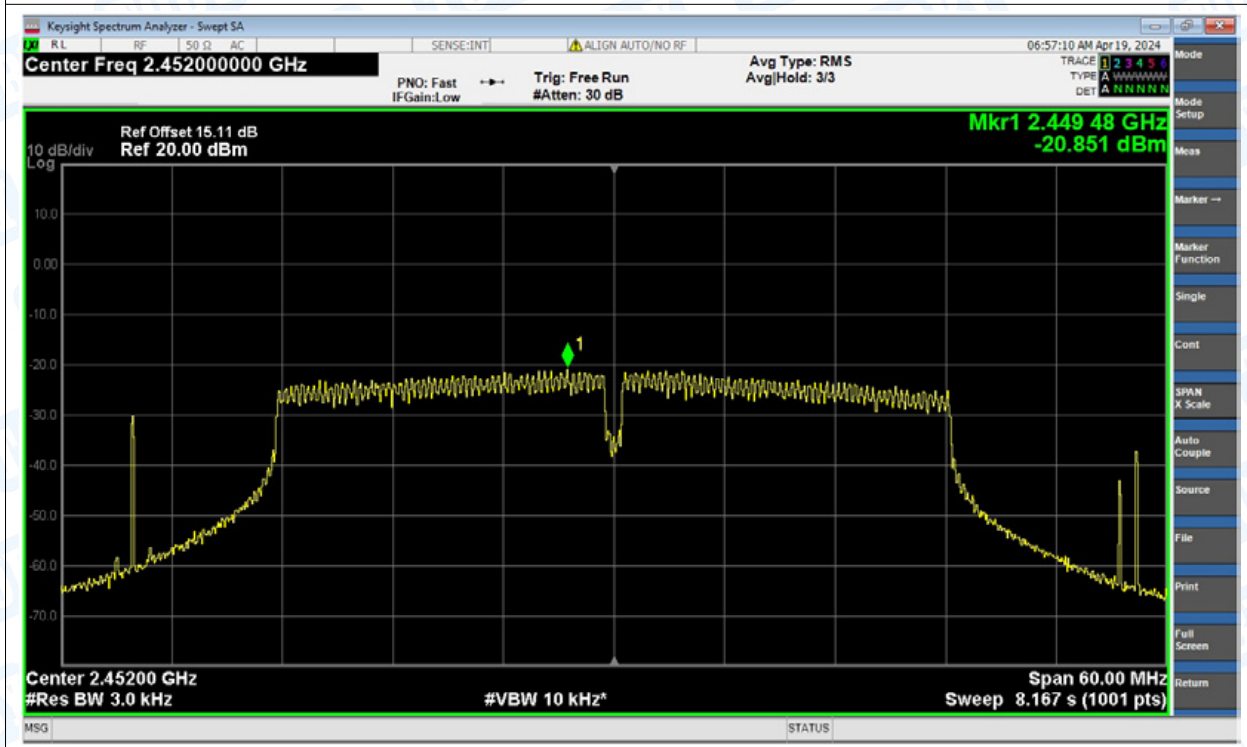 Keysight Spectrum Analyzer - Swept SA
RL RF 50 Ω AC SENSE:INT ALIGN AUTO/NO RF 06:57:10 AM Apr 19, 2024
Center Freq 2.452000000 GHz
PNO: Fast
IFGain:Low
Trig: Free Run
#Atten: 30 dB
Avg Type: RMS
Avg|Hold: 3/3
TRACE 1 2 3 4 5 6
TYPE A WWWWW
DET A N N N N N
Mkr1 2.449 48 GHz
-20.851 dBm
Ref Offset 15.11 dB
10 dB/div Ref 20.00 dBm
Log
10.0
0.00
-10.0
1
-20.0
-30.0
-40.0
-50.0
-60.0
-70.0
Center 2.45200 GHz
#Res BW 3.0 kHz
#VBW 10 kHz*
Span 60.00 MHz
Sweep 8.167 s (1001 pts)
MSG STATUS
Mode
Mode
Setup
Meas
Marker →
Marker
Function
Single
Cont
SPAN
X Scale
Auto
Couple
Source
File
Print
Full
Screen
Return